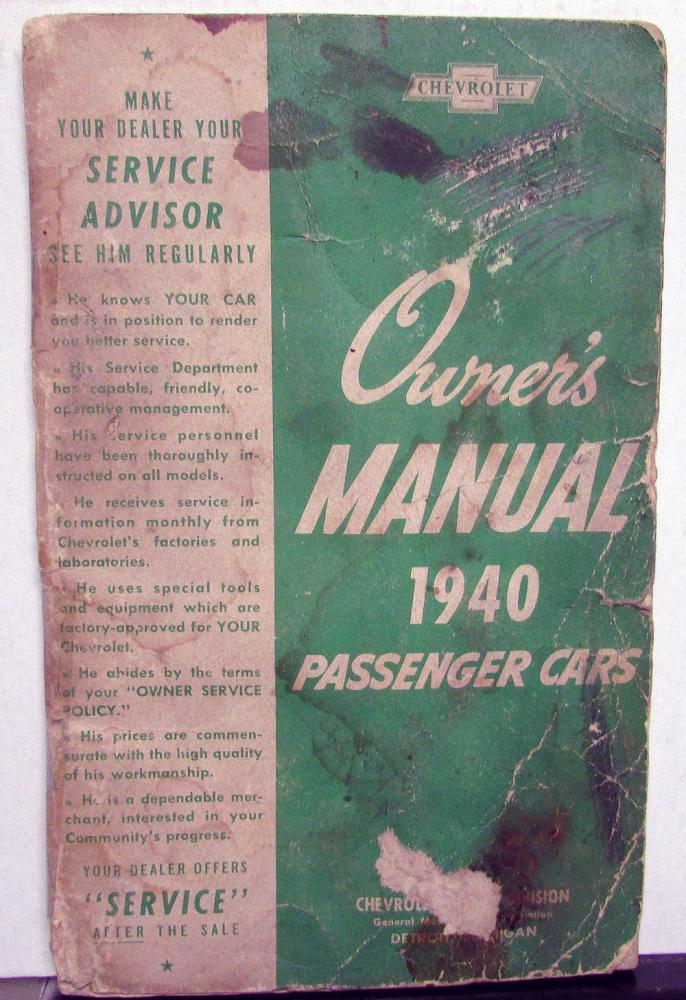 ★
MAKE
YOUR DEALER YOUR
SERVICE
ADVISOR
SEE HIM REGULARLY
» He knows YOUR CAR
and is in position to render
you better service.
» His Service Department
has capable, friendly, co-
operative management.
» His service personnel
have been thoroughly in-
structed on all models.
He receives service in-
formation monthly from
Chevrolet's factories and
laboratories.
» He uses special tools
and equipment which are
factory-approved for YOUR
Chevrolet.
» He abides by the terms
of your "OWNER SERVICE
POLICY."
» His prices are commen-
surate with the high quality
of his workmanship.
» He is a dependable mer-
chant, interested in your
Community's progress.
YOUR DEALER OFFERS
"SERVICE"
AFTER THE SALE
★
CHEVROLET
Owner's
MANUAL
1940
PASSENGER CARS
General
DETROIT